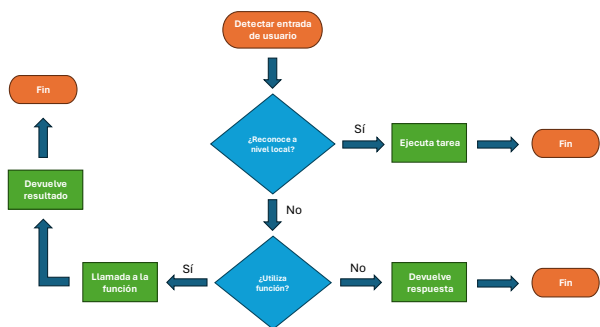 Detectar entrada
de usuario
Fin
¿Reconoce a
nivel local?
Sí
Ejecuta tarea
Fin
Devuelve
resultado
No
Llamada a la
función
Sí
¿Utiliza
función?
No
Devuelve
respuesta
Fin